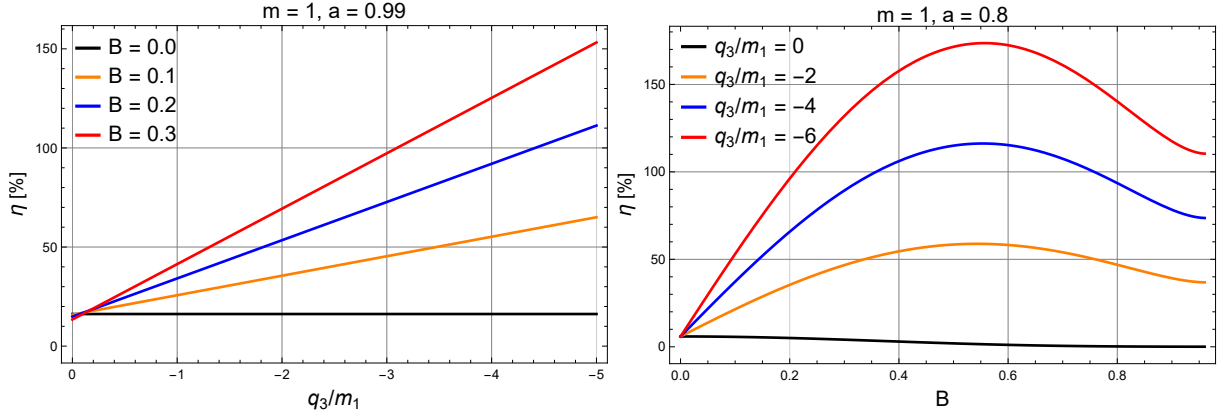 m = 1, a = 0.99
B = 0.0
B = 0.1
B = 0.2
B = 0.3
150
100
50
0
η [%]
0 −1 −2 −3 −4 −5
q₃/m₁
m = 1, a = 0.8
q₃/m₁ = 0
q₃/m₁ = −2
q₃/m₁ = −4
q₃/m₁ = −6
150
100
50
0
η [%]
0.0 0.2 0.4 0.6 0.8
B